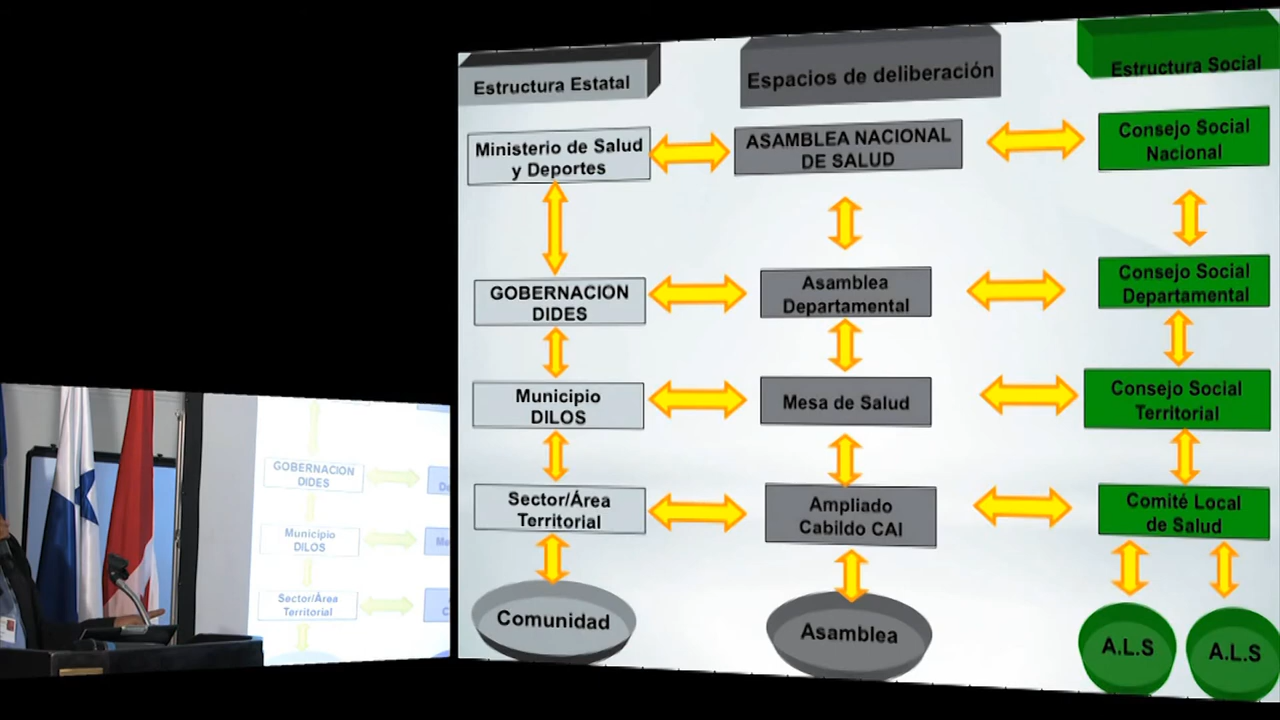 Estructura Estatal
Espacios de deliberación
Estructura Social
Ministerio de Salud
y Deportes
ASAMBLEA NACIONAL
DE SALUD
Consejo Social
Nacional
GOBERNACION
DIDES
Asamblea
Departamental
Consejo Social
Departamental
Municipio
DILOS
Mesa de Salud
Consejo Social
Territorial
Sector/Área
Territorial
Ampliado
Cabildo CAI
Comité Local
de Salud
Comunidad
Asamblea
A.L.S
A.L.S
GOBERNACION
DIDES
Municipio
DILOS
Sector/Área
Territorial